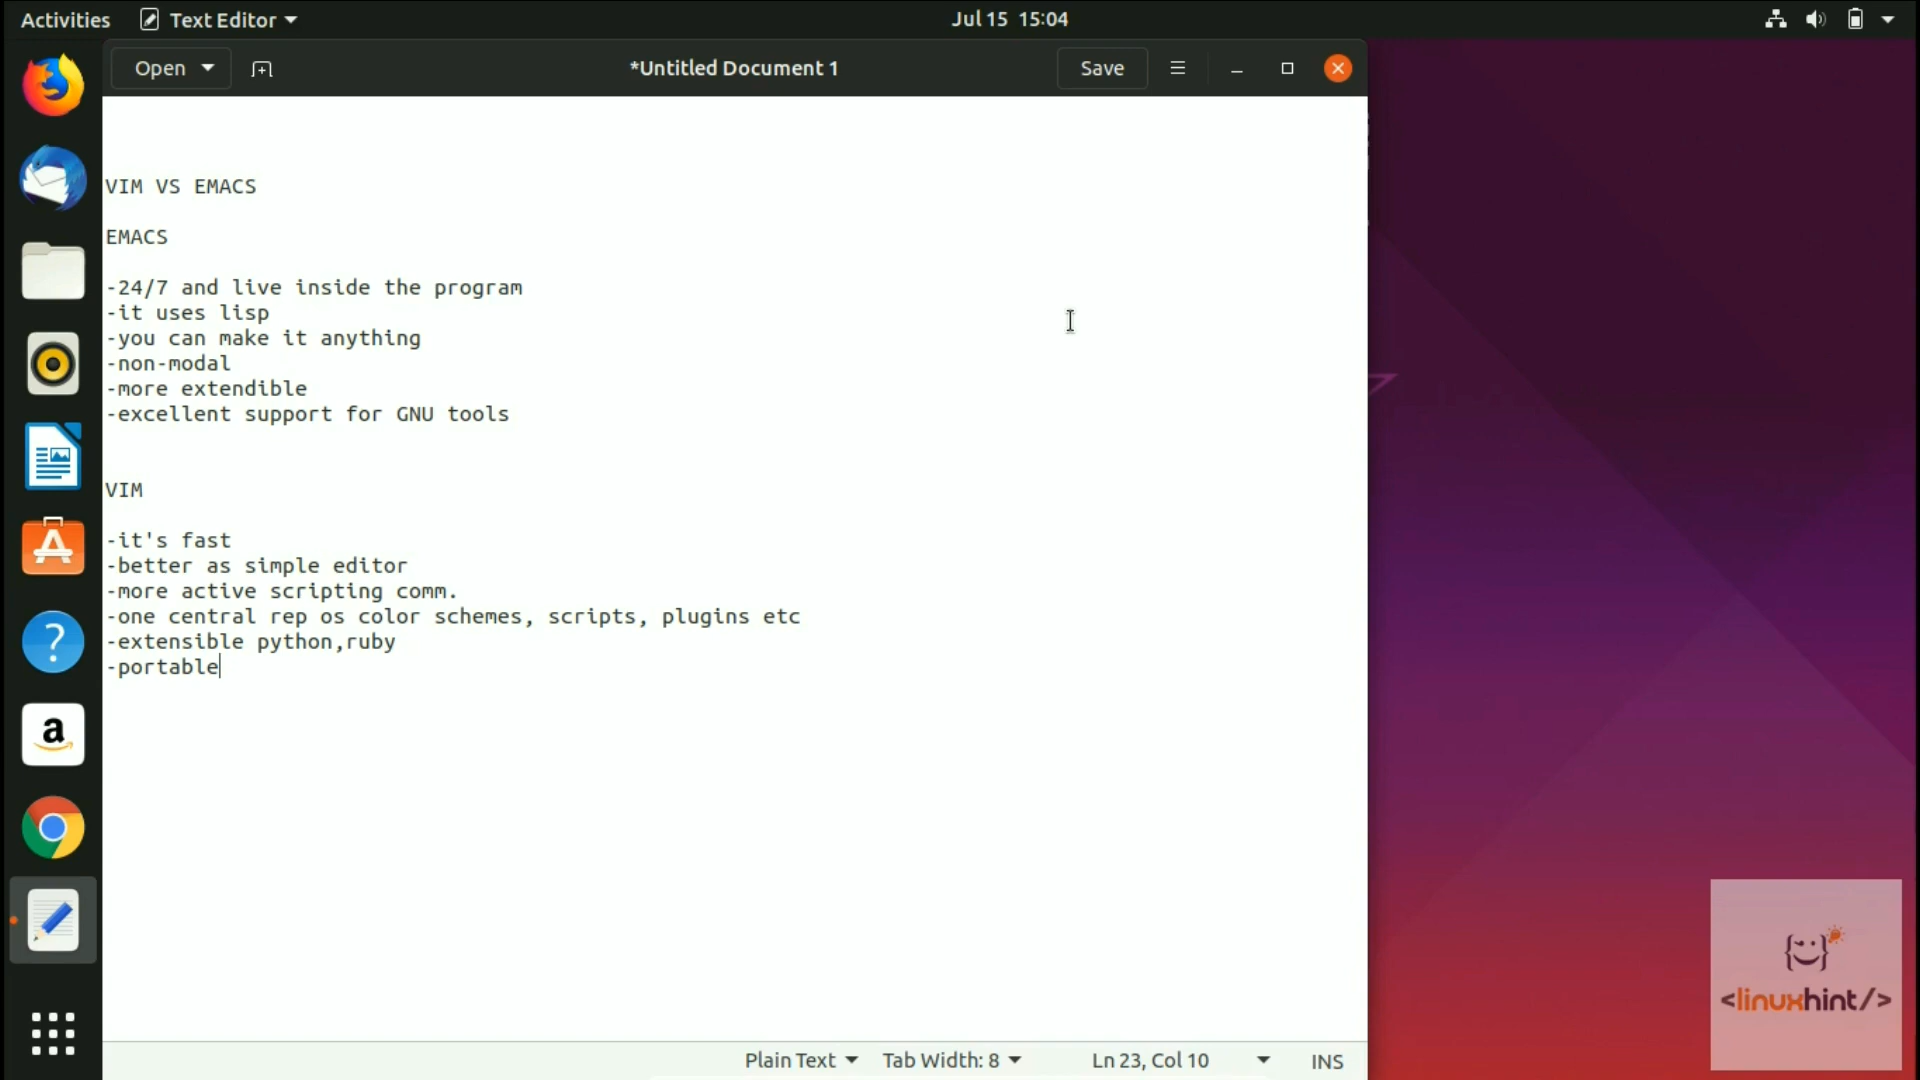 Activities Text Editor Jul 15 15:04
Open *Untitled Document 1 Save
VIM VS EMACS
EMACS
-24/7 and live inside the program
-it uses lisp
-you can make it anything
-non-modal
-more extendible
-excellent support for GNU tools
VIM
-it's fast
-better as simple editor
-more active scripting comm.
-one central rep os color schemes, scripts, plugins etc
-extensible python,ruby
-portable
<linuxhint/>
Plain Text Tab Width: 8 Ln 23, Col 10 INS